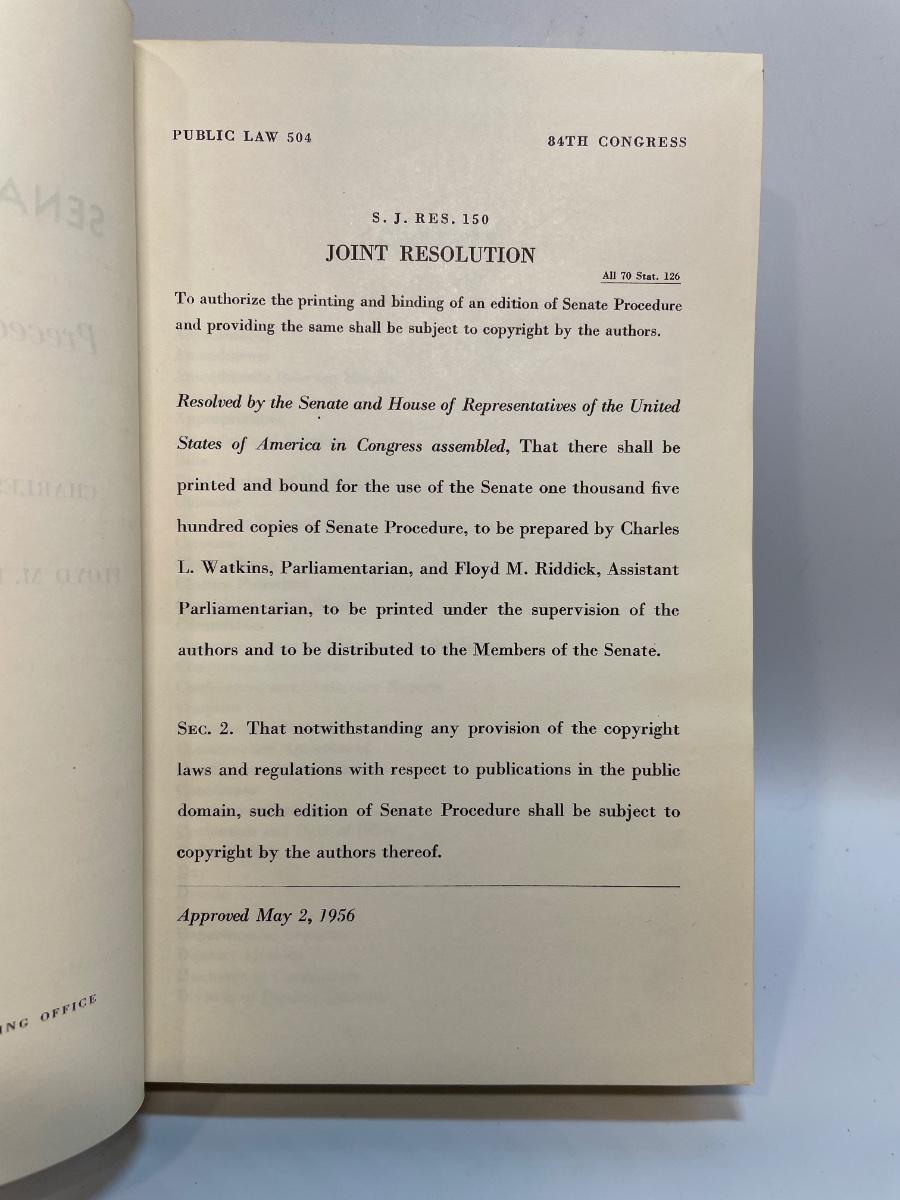 PUBLIC LAW 504 84TH CONGRESS
S. J. RES. 150
JOINT RESOLUTION
All 70 Stat. 126
To authorize the printing and binding of an edition of Senate Procedure
and providing the same shall be subject to copyright by the authors.
Resolved by the Senate and House of Representatives of the United
States of America in Congress assembled, That there shall be
printed and bound for the use of the Senate one thousand five
hundred copies of Senate Procedure, to be prepared by Charles
L. Watkins, Parliamentarian, and Floyd M. Riddick, Assistant
Parliamentarian, to be printed under the supervision of the
authors and to be distributed to the Members of the Senate.
SEC. 2. That notwithstanding any provision of the copyright
laws and regulations with respect to publications in the public
domain, such edition of Senate Procedure shall be subject to
copyright by the authors thereof.
Approved May 2, 1956
ING OFFICE